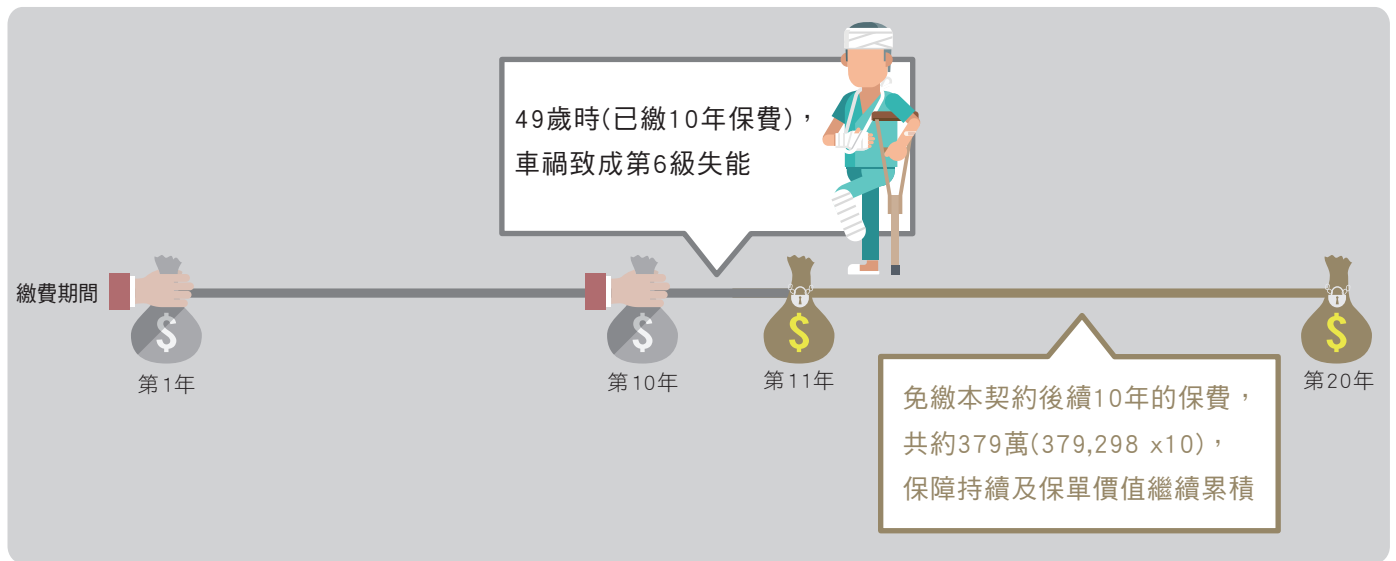 49歲時(已繳10年保費)，
車禍致成第6級失能
繳費期間
$
$
$
$
第1年
第10年
第11年
第20年
免繳本契約後續10年的保費，
共約379萬(379,298 x10)，
保障持續及保單價值繼續累積